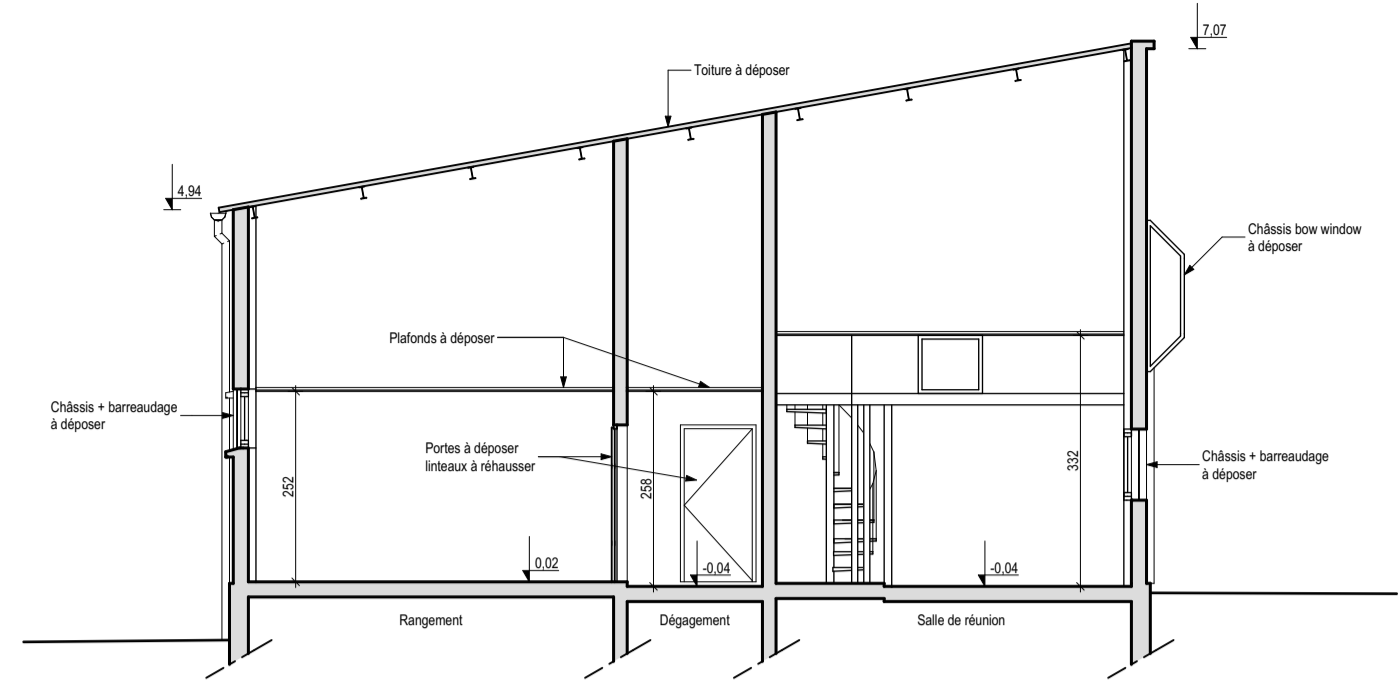 7,07
Toiture à déposer
4,94
Châssis bow window
à déposer
Plafonds à déposer
Châssis + barreaudage
à déposer
Portes à déposer
linteaux à réhausser
Châssis + barreaudage
à déposer
252
258
332
0,02
-0,04
-0,04
Rangement
Dégagement
Salle de réunion